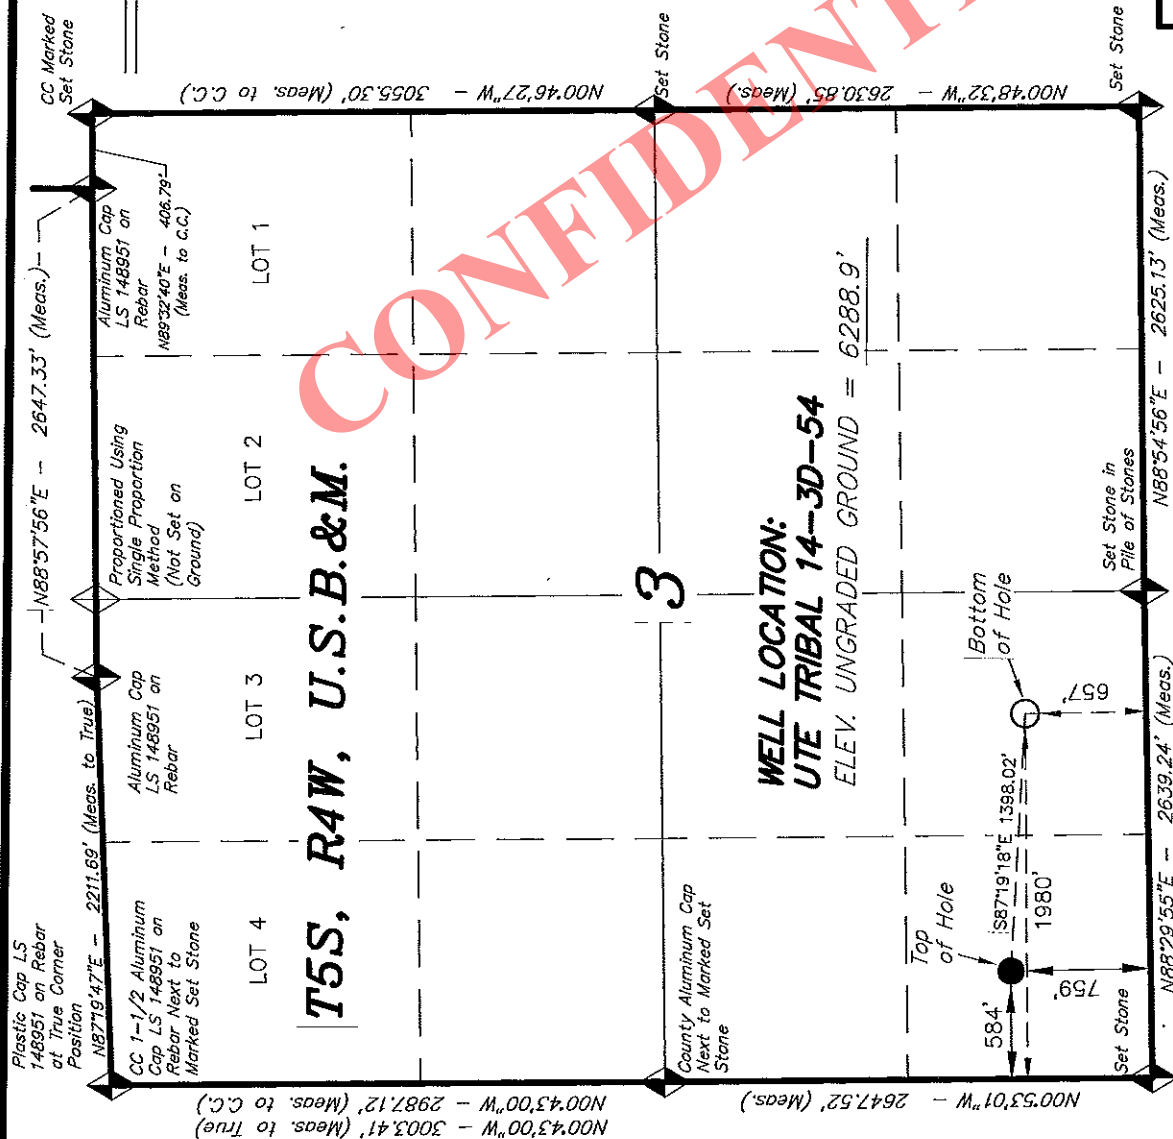 Plastic Cap LS
148951 on Rebar
at True Corner
Position
N87°19'47"E - 2211.69' (Meas. to True)
N88°57'56"E - 2647.33' (Meas.)
CC Marked
Set Stone
CC 1-1/2 Aluminum
Cap LS 148951 on
Rebar Next to
Marked Set Stone
Aluminum Cap
LS 148951 on
Rebar
Proportioned Using
Single Proportion
Method
(Not Set on
Ground)
Aluminum Cap
LS 148951 on
Rebar
N89°32'40"E - 406.79'
(Meas. to C.C.)
LOT 4
LOT 3
LOT 2
LOT 1
T5S, R4W, U.S.B.&M.
CONFIDENT
N00°43'00"W - 3003.41' (Meas. to True)
N00°43'00"W - 2987.12' (Meas. to C.C.)
N00°46'27"W - 3055.30' (Meas. to C.C.)
3
Set Stone
County Aluminum Cap
Next to Marked Set
Stone
WELL LOCATION:
UTE TRIBAL 14-3D-54
ELEV. UNGRADED GROUND = 6288.9'
N00°53'01"W - 2647.52' (Meas.)
N00°48'32"W - 2630.85' (Meas.)
Top
of Hole
Bottom
of Hole
S87°19'18"E 1398.02'
1980'
584'
759'
657'
Set Stone
Set Stone in
Pile of Stones
Set Stone
N88°29'55"E - 2639.24' (Meas.)
N88°54'56"E - 2625.13' (Meas.)